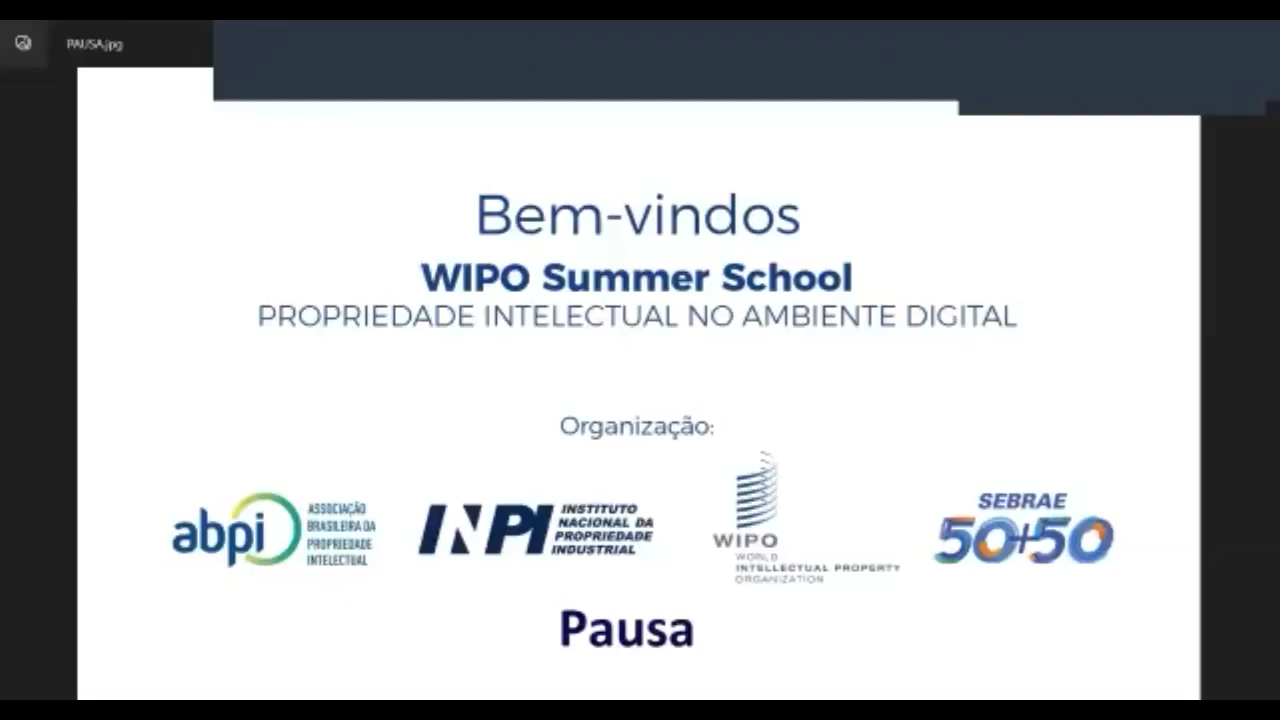 PAUSA.jpg
Bem-vindos
WIPO Summer School
PROPRIEDADE INTELECTUAL NO AMBIENTE DIGITAL
Organização:
abpi
ASSOCIAÇÃO
BRASILEIRA DA
PROPRIEDADE
INTELECTUAL
INPI
INSTITUTO
NACIONAL DA
PROPRIEDADE
INDUSTRIAL
WIPO
WORLD
INTELLECTUAL PROPERTY
ORGANIZATION
SEBRAE
50+50
Pausa